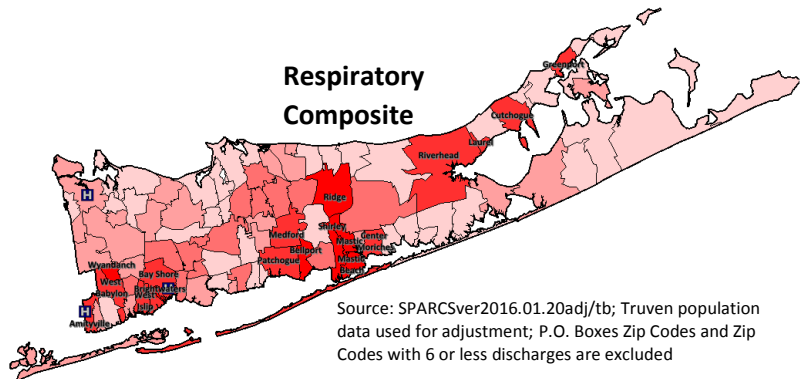 Respiratory
Composite
Greenport
Cutchogue
Laurel
Riverhead
Ridge
Shirley
Medford
Center
Moriches
Mastic
Bellport
Patchogue
Mastic
Beach
Wyandanch
Bay Shore
West
Babylon
Brightwaters
West
Islip
Amityville
H
H
H
Source: SPARCSver2016.01.20adj/tb; Truven population
data used for adjustment; P.O. Boxes Zip Codes and Zip
Codes with 6 or less discharges are excluded